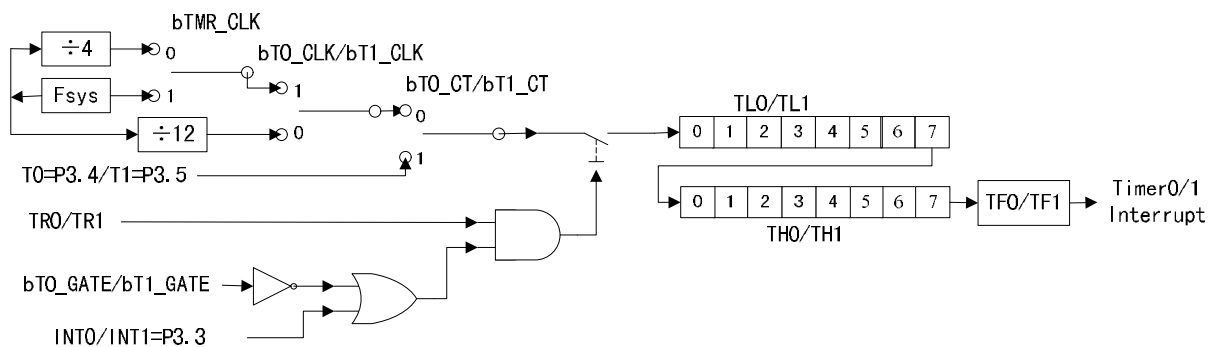 bTMR_CLK
÷4
0
bT0_CLK/bT1_CLK
Fsys
1
1
bT0_CT/bT1_CT
0
TL0/TL1
÷12
0
0 1 2 3 4 5 6 7
1
T0=P3.4/T1=P3.5
0 1 2 3 4 5 6 7
TF0/TF1
Timer0/1
Interrupt
TR0/TR1
TH0/TH1
bT0_GATE/bT1_GATE
INT0/INT1=P3.3